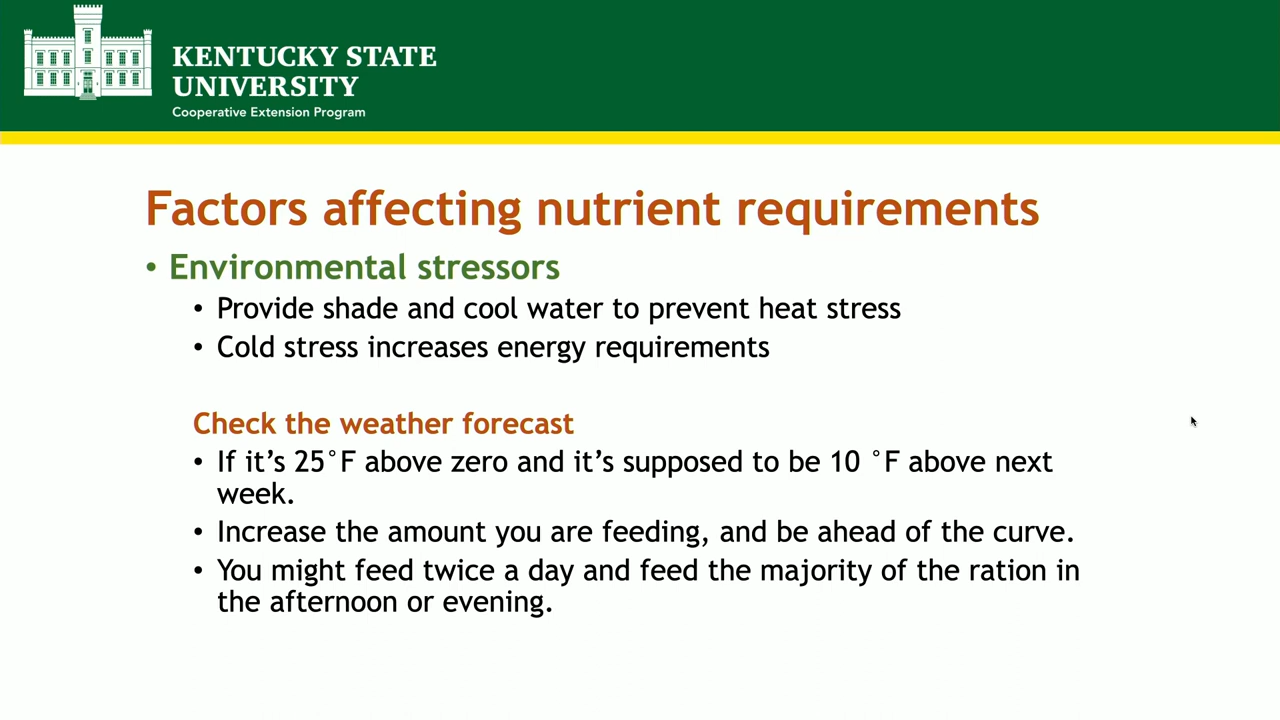 KENTUCKY STATE
UNIVERSITY
Cooperative Extension Program
Factors affecting nutrient requirements
• Environmental stressors
• Provide shade and cool water to prevent heat stress
• Cold stress increases energy requirements
Check the weather forecast
• If it’s 25°F above zero and it’s supposed to be 10 °F above next
week.
• Increase the amount you are feeding, and be ahead of the curve.
• You might feed twice a day and feed the majority of the ration in
the afternoon or evening.